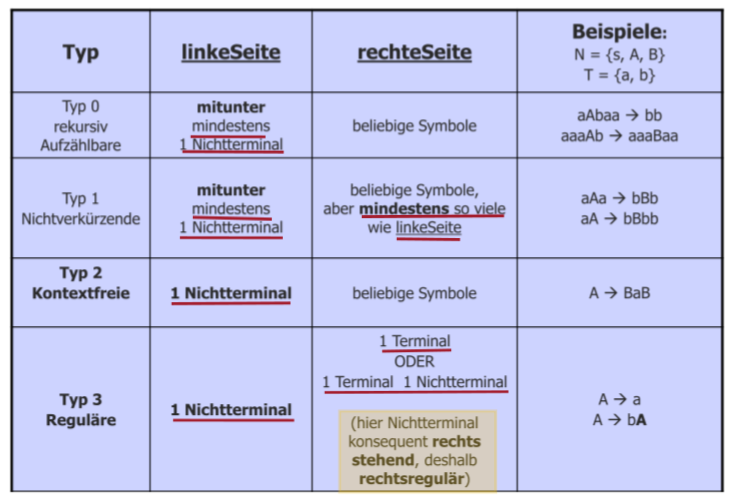 Typ
linkeSeite
rechteSeite
Beispiele:
N = {s, A, B}
T = {a, b}
Typ 0
rekursiv
Aufzählbare
mitunter
mindestens
1 Nichtterminal
beliebige Symbole
aAbaa → bb
aaaAb → aaaBaa
Typ 1
Nichtverkürzende
mitunter
mindestens
1 Nichtterminal
beliebige Symbole,
aber mindestens so viele
wie linkeSeite
aAa → bBb
aA → bBbb
Typ 2
Kontextfreie
1 Nichtterminal
beliebige Symbole
A → BaB
Typ 3
Reguläre
1 Nichtterminal
1 Terminal
ODER
1 Terminal 1 Nichtterminal
(hier Nichtterminal
konsequent rechts
stehend, deshalb
rechtsregulär)
A → a
A → bA